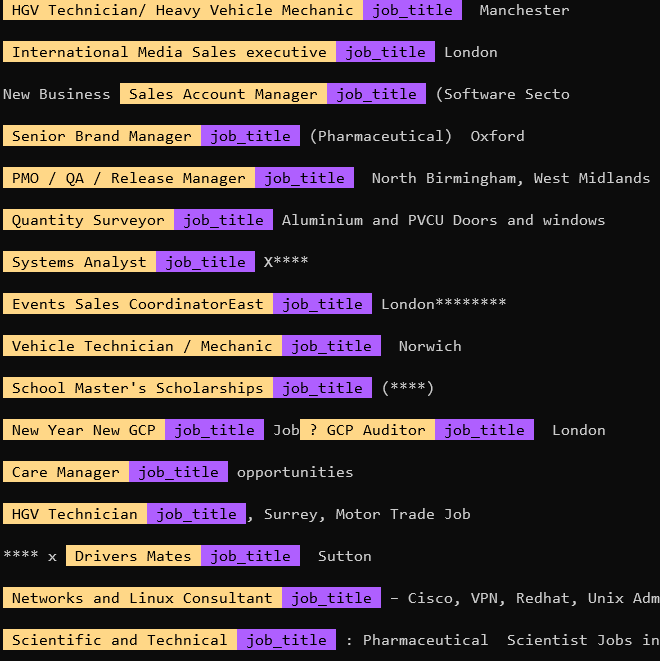 HGV Technician/ Heavy Vehicle Mechanic job_title Manchester
International Media Sales executive job_title London
New Business Sales Account Manager job_title (Software Secto
Senior Brand Manager job_title (Pharmaceutical) Oxford
PMO / QA / Release Manager job_title North Birmingham, West Midlands
Quantity Surveyor job_title Aluminium and PVCU Doors and windows
Systems Analyst job_title X****
Events Sales CoordinatorEast job_title London********
Vehicle Technician / Mechanic job_title Norwich
School Master's Scholarships job_title (****)
New Year New GCP job_title Job ? GCP Auditor job_title London
Care Manager job_title opportunities
HGV Technician job_title , Surrey, Motor Trade Job
**** x Drivers Mates job_title Sutton
Networks and Linux Consultant job_title – Cisco, VPN, Redhat, Unix Adm
Scientific and Technical job_title : Pharmaceutical Scientist Jobs in